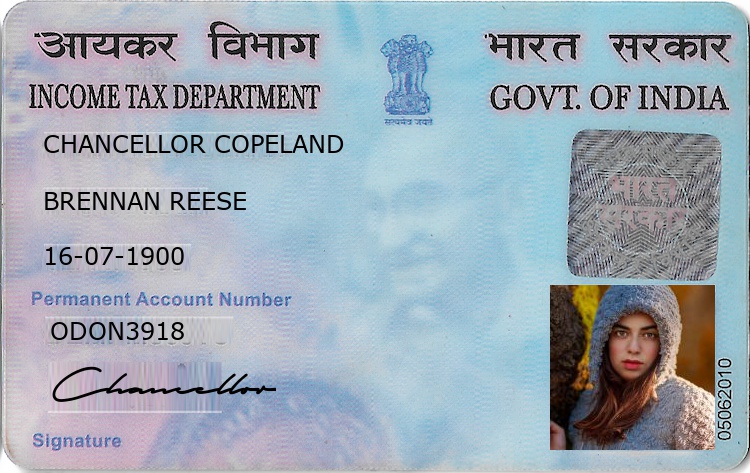 आयकर विभाग भारत सरकार
INCOME TAX DEPARTMENT GOVT. OF INDIA
सत्यमेव जयते
CHANCELLOR COPELAND
BRENNAN REESE
16-07-1900
भारत सरकार
Permanent Account Number
ODON3918
Chancellor
Signature
05062010